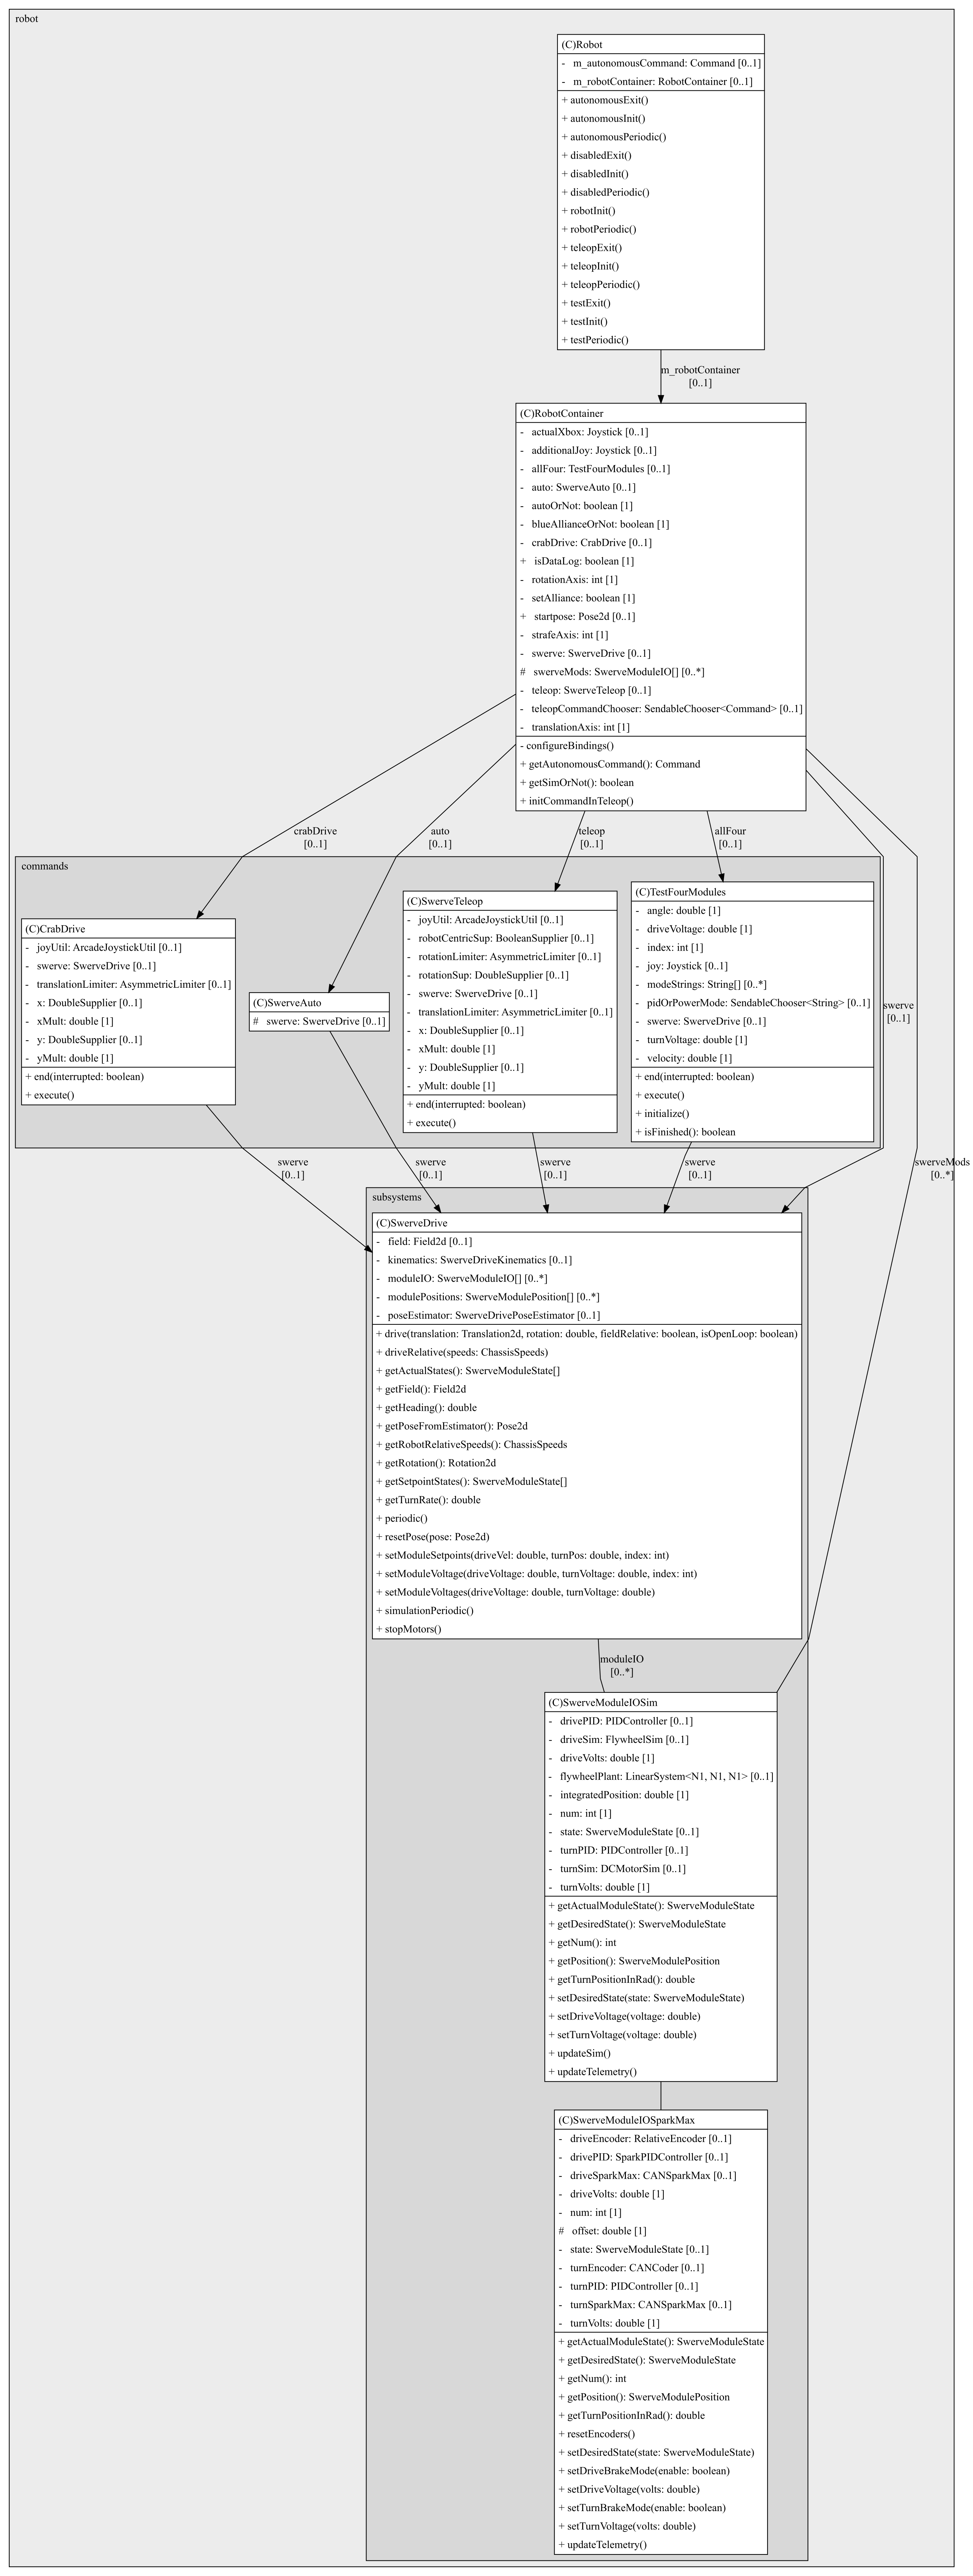 robot
(C)Robot
- m_autonomousCommand: Command [0..1]
- m_robotContainer: RobotContainer [0..1]
+ autonomousExit()
+ autonomousInit()
+ autonomousPeriodic()
+ disabledExit()
+ disabledInit()
+ disabledPeriodic()
+ robotInit()
+ robotPeriodic()
+ teleopExit()
+ teleopInit()
+ teleopPeriodic()
+ testExit()
+ testInit()
+ testPeriodic()
m_robotContainer
[0..1]
(C)RobotContainer
- actualXbox: Joystick [0..1]
- additionalJoy: Joystick [0..1]
- allFour: TestFourModules [0..1]
- auto: SwerveAuto [0..1]
- autoOrNot: boolean [1]
- blueAllianceOrNot: boolean [1]
- crabDrive: CrabDrive [0..1]
+ isDataLog: boolean [1]
- rotationAxis: int [1]
- setAlliance: boolean [1]
+ startpose: Pose2d [0..1]
- strafeAxis: int [1]
- swerve: SwerveDrive [0..1]
# swerveMods: SwerveModuleIO[] [0..*]
- teleop: SwerveTeleop [0..1]
- teleopCommandChooser: SendableChooser<Command> [0..1]
- translationAxis: int [1]
- configureBindings()
+ getAutonomousCommand(): Command
+ getSimOrNot(): boolean
+ initCommandInTeleop()
crabDrive
[0..1]
auto
[0..1]
teleop
[0..1]
allFour
[0..1]
commands
(C)CrabDrive
- joyUtil: ArcadeJoystickUtil [0..1]
- swerve: SwerveDrive [0..1]
- translationLimiter: AsymmetricLimiter [0..1]
- x: DoubleSupplier [0..1]
- xMult: double [1]
- y: DoubleSupplier [0..1]
- yMult: double [1]
+ end(interrupted: boolean)
+ execute()
(C)SwerveAuto
# swerve: SwerveDrive [0..1]
(C)SwerveTeleop
- joyUtil: ArcadeJoystickUtil [0..1]
- robotCentricSup: BooleanSupplier [0..1]
- rotationLimiter: AsymmetricLimiter [0..1]
- rotationSup: DoubleSupplier [0..1]
- swerve: SwerveDrive [0..1]
- translationLimiter: AsymmetricLimiter [0..1]
- x: DoubleSupplier [0..1]
- xMult: double [1]
- y: DoubleSupplier [0..1]
- yMult: double [1]
+ end(interrupted: boolean)
+ execute()
(C)TestFourModules
- angle: double [1]
- driveVoltage: double [1]
- index: int [1]
- joy: Joystick [0..1]
- modeStrings: String[] [0..*]
- pidOrPowerMode: SendableChooser<String> [0..1]
- swerve: SwerveDrive [0..1]
- turnVoltage: double [1]
- velocity: double [1]
+ end(interrupted: boolean)
+ execute()
+ initialize()
+ isFinished(): boolean
swerve
[0..1]
swerve
[0..1]
swerve
[0..1]
swerve
[0..1]
swerve
[0..1]
swerveMods
[0..*]
subsystems
(C)SwerveDrive
- field: Field2d [0..1]
- kinematics: SwerveDriveKinematics [0..1]
- moduleIO: SwerveModuleIO[] [0..*]
- modulePositions: SwerveModulePosition[] [0..*]
- poseEstimator: SwerveDrivePoseEstimator [0..1]
+ drive(translation: Translation2d, rotation: double, fieldRelative: boolean, isOpenLoop: boolean)
+ driveRelative(speeds: ChassisSpeeds)
+ getActualStates(): SwerveModuleState[]
+ getField(): Field2d
+ getHeading(): double
+ getPoseFromEstimator(): Pose2d
+ getRobotRelativeSpeeds(): ChassisSpeeds
+ getRotation(): Rotation2d
+ getSetpointStates(): SwerveModuleState[]
+ getTurnRate(): double
+ periodic()
+ resetPose(pose: Pose2d)
+ setModuleSetpoints(driveVel: double, turnPos: double, index: int)
+ setModuleVoltage(driveVoltage: double, turnVoltage: double, index: int)
+ setModuleVoltages(driveVoltage: double, turnVoltage: double)
+ simulationPeriodic()
+ stopMotors()
moduleIO
[0..*]
(C)SwerveModuleIOSim
- drivePID: PIDController [0..1]
- driveSim: FlywheelSim [0..1]
- driveVolts: double [1]
- flywheelPlant: LinearSystem<N1, N1, N1> [0..1]
- integratedPosition: double [1]
- num: int [1]
- state: SwerveModuleState [0..1]
- turnPID: PIDController [0..1]
- turnSim: DCMotorSim [0..1]
- turnVolts: double [1]
+ getActualModuleState(): SwerveModuleState
+ getDesiredState(): SwerveModuleState
+ getNum(): int
+ getPosition(): SwerveModulePosition
+ getTurnPositionInRad(): double
+ setDesiredState(state: SwerveModuleState)
+ setDriveVoltage(voltage: double)
+ setTurnVoltage(voltage: double)
+ updateSim()
+ updateTelemetry()
(C)SwerveModuleIOSparkMax
- driveEncoder: RelativeEncoder [0..1]
- drivePID: SparkPIDController [0..1]
- driveSparkMax: CANSparkMax [0..1]
- driveVolts: double [1]
- num: int [1]
# offset: double [1]
- state: SwerveModuleState [0..1]
- turnEncoder: CANCoder [0..1]
- turnPID: PIDController [0..1]
- turnSparkMax: CANSparkMax [0..1]
- turnVolts: double [1]
+ getActualModuleState(): SwerveModuleState
+ getDesiredState(): SwerveModuleState
+ getNum(): int
+ getPosition(): SwerveModulePosition
+ getTurnPositionInRad(): double
+ resetEncoders()
+ setDesiredState(state: SwerveModuleState)
+ setDriveBrakeMode(enable: boolean)
+ setDriveVoltage(volts: double)
+ setTurnBrakeMode(enable: boolean)
+ setTurnVoltage(volts: double)
+ updateTelemetry()